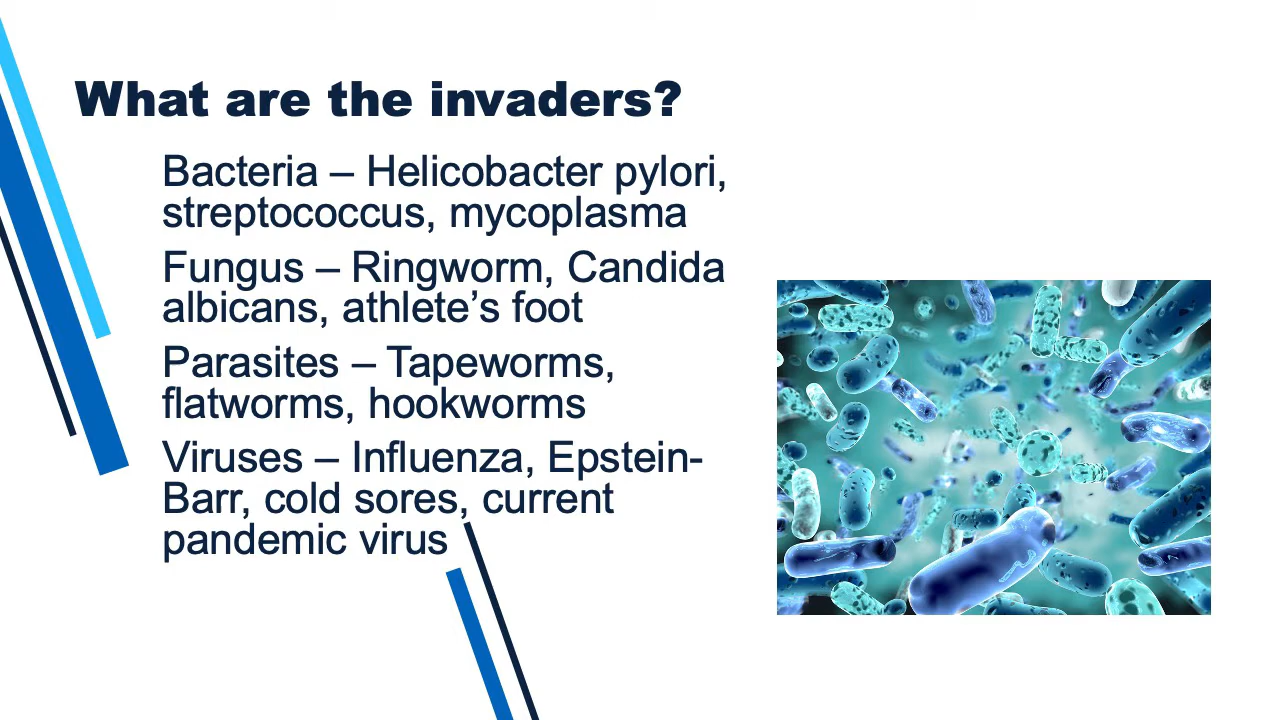 What are the invaders?
Bacteria – Helicobacter pylori,
streptococcus, mycoplasma
Fungus – Ringworm, Candida
albicans, athlete’s foot
Parasites – Tapeworms,
flatworms, hookworms
Viruses – Influenza, Epstein-
Barr, cold sores, current
pandemic virus